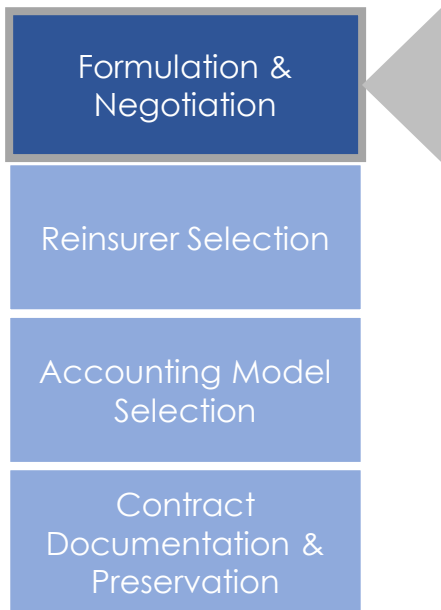 Formulation &
Negotiation
Reinsurer Selection
Accounting Model
Selection
Contract
Documentation &
Preservation